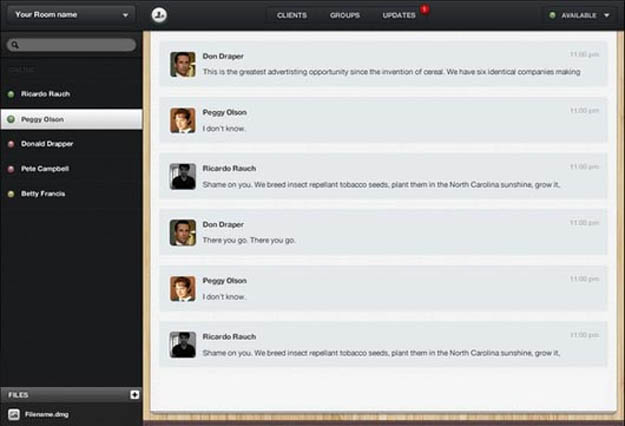 Your Room name
CLIENTS GROUPS UPDATES 5
AVAILABLE
ONLINE
Ricardo Rauch
Peggy Olson
Donald Drapper
Pete Campbell
Betty Francis
FILES
Filename.dmg
Don Draper 11:00 pm
This is the greatest advertisting opportunity since the invention of cereal. We have six identical companies making
Peggy Olson 11:00 pm
I don't know.
Ricardo Rauch 11:00 pm
Shame on you. We breed insect repellant tobacco seeds, plant them in the North Carolina sunshine, grow it,
Don Draper 11:00 pm
There you go. There you go.
Peggy Olson 11:00 pm
I don't know.
Ricardo Rauch 11:00 pm
Shame on you. We breed insect repellant tobacco seeds, plant them in the North Carolina sunshine, grow it,